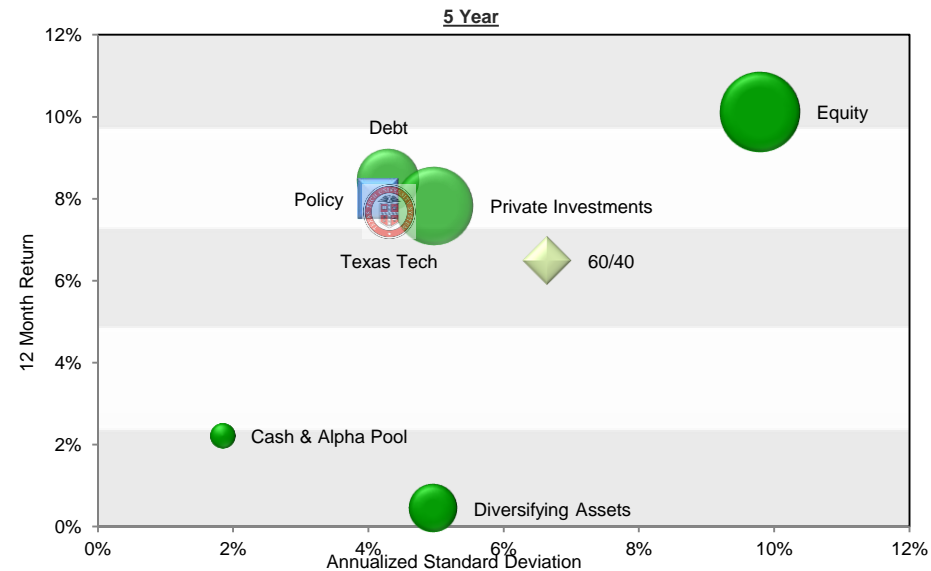 5 Year
12%
10%
8%
6%
4%
2%
0%
12 Month Return
Equity
Debt
Policy
Private Investments
Texas Tech
60/40
Cash & Alpha Pool
Diversifying Assets
0%
2%
4%
6%
8%
10%
12%
Annualized Standard Deviation